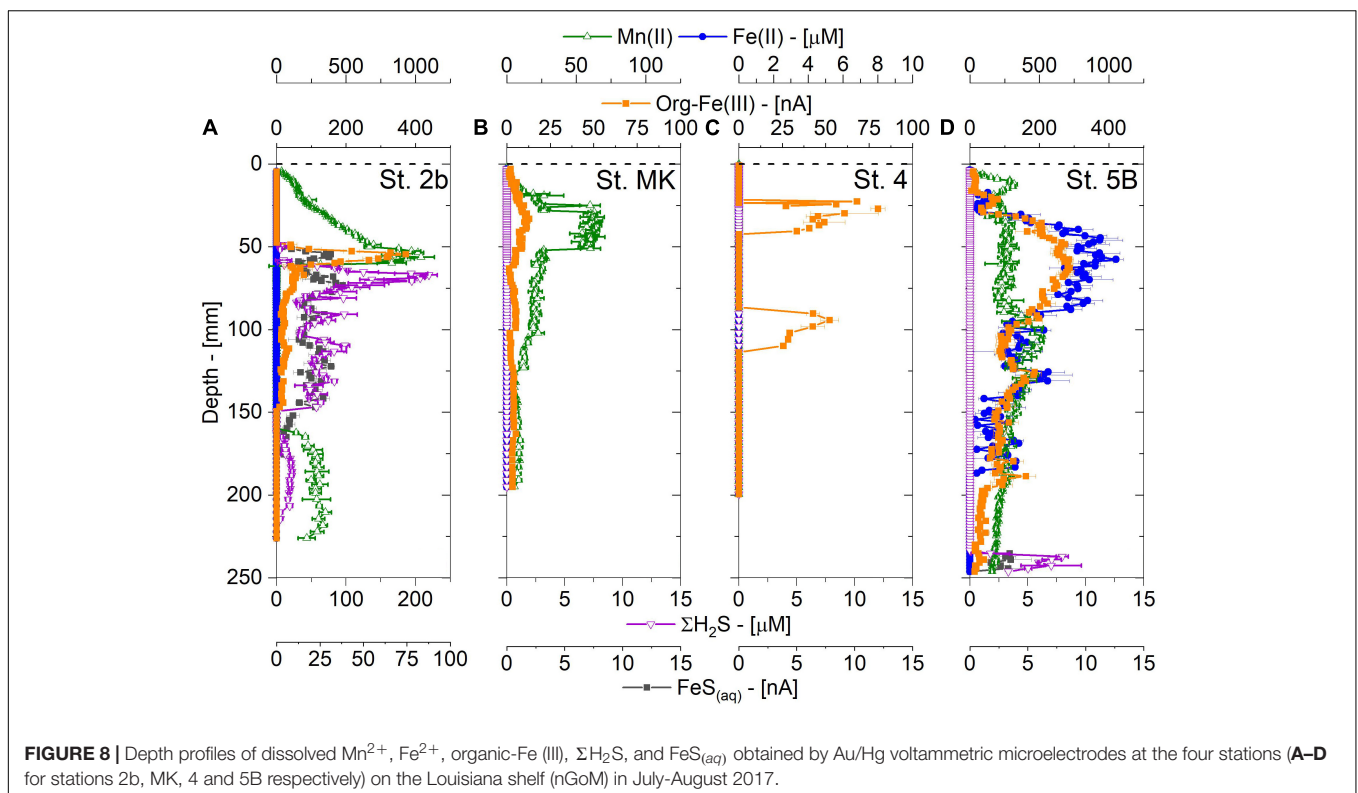 Mn(II) Fe(II) - [μM]
0 500 1000 0 50 100 0 2 4 6 8 10 0 500 1000
Org-Fe(III) - [nA]
A B C D
0 200 400 0 25 50 75 100 0 25 50 75 100 0 200 400
0 St. 2b St. MK St. 4 St. 5B
50
100
Depth - [mm]
150
200
250
0 50 100 150 200 0 5 10 15 0 5 10 15 0 5 10 15
ΣH2S - [μM]
0 25 50 75 100 0 5 10 15 0 5 10 15 0 5 10 15
FeS(aq) - [nA]
FIGURE 8 | Depth profiles of dissolved Mn2+, Fe2+, organic-Fe (III), ΣH2S, and FeS(aq) obtained by Au/Hg voltammetric microelectrodes at the four stations (A–D
for stations 2b, MK, 4 and 5B respectively) on the Louisiana shelf (nGoM) in July-August 2017.